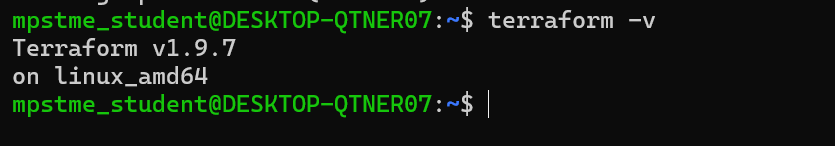 mpstme_student@DESKTOP-QTNER07:~$ terraform -v
Terraform v1.9.7
on linux_amd64
mpstme_student@DESKTOP-QTNER07:~$